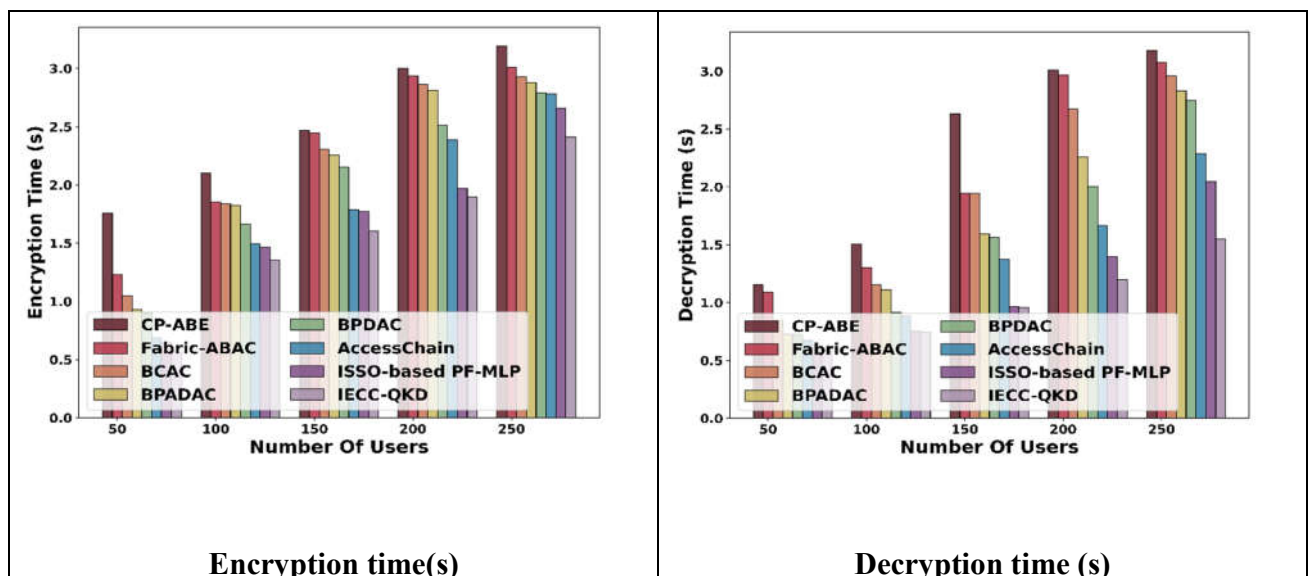 3.0
2.5
2.0
1.5
1.0
0.5
0.0
Encryption Time (s)
CP-ABE
Fabric-ABAC
BCAC
BPADAC
BPDAC
AccessChain
ISSO-based PF-MLP
IECC-QKD
50 100 150 200 250
Number Of Users
Encryption time(s)
3.0
2.5
2.0
1.5
1.0
0.5
0.0
Decryption Time (s)
CP-ABE
Fabric-ABAC
BCAC
BPADAC
BPDAC
AccessChain
ISSO-based PF-MLP
IECC-QKD
50 100 150 200 250
Number Of Users
Decryption time (s)